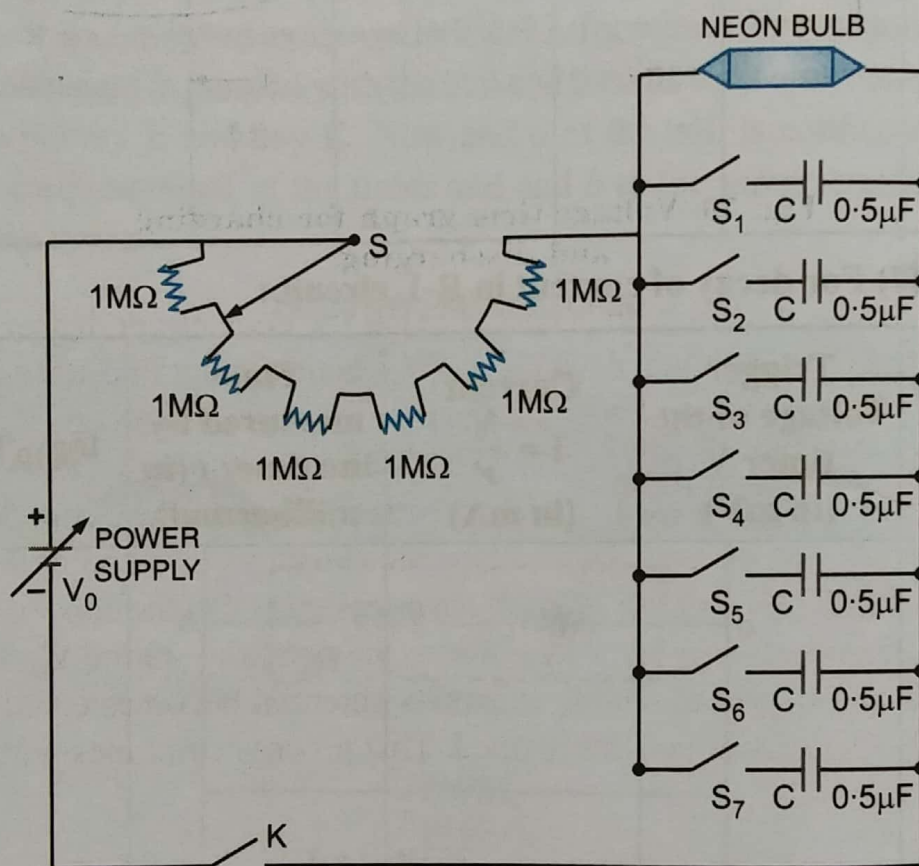 NEON BULB
S₁ C 0·5μF
S
1MΩ
1MΩ
S₂ C 0·5μF
1MΩ
1MΩ
S₃ C 0·5μF
1MΩ
1MΩ
S₄ C 0·5μF
+
POWER
SUPPLY
− V₀
S₅ C 0·5μF
S₆ C 0·5μF
S₇ C 0·5μF
K